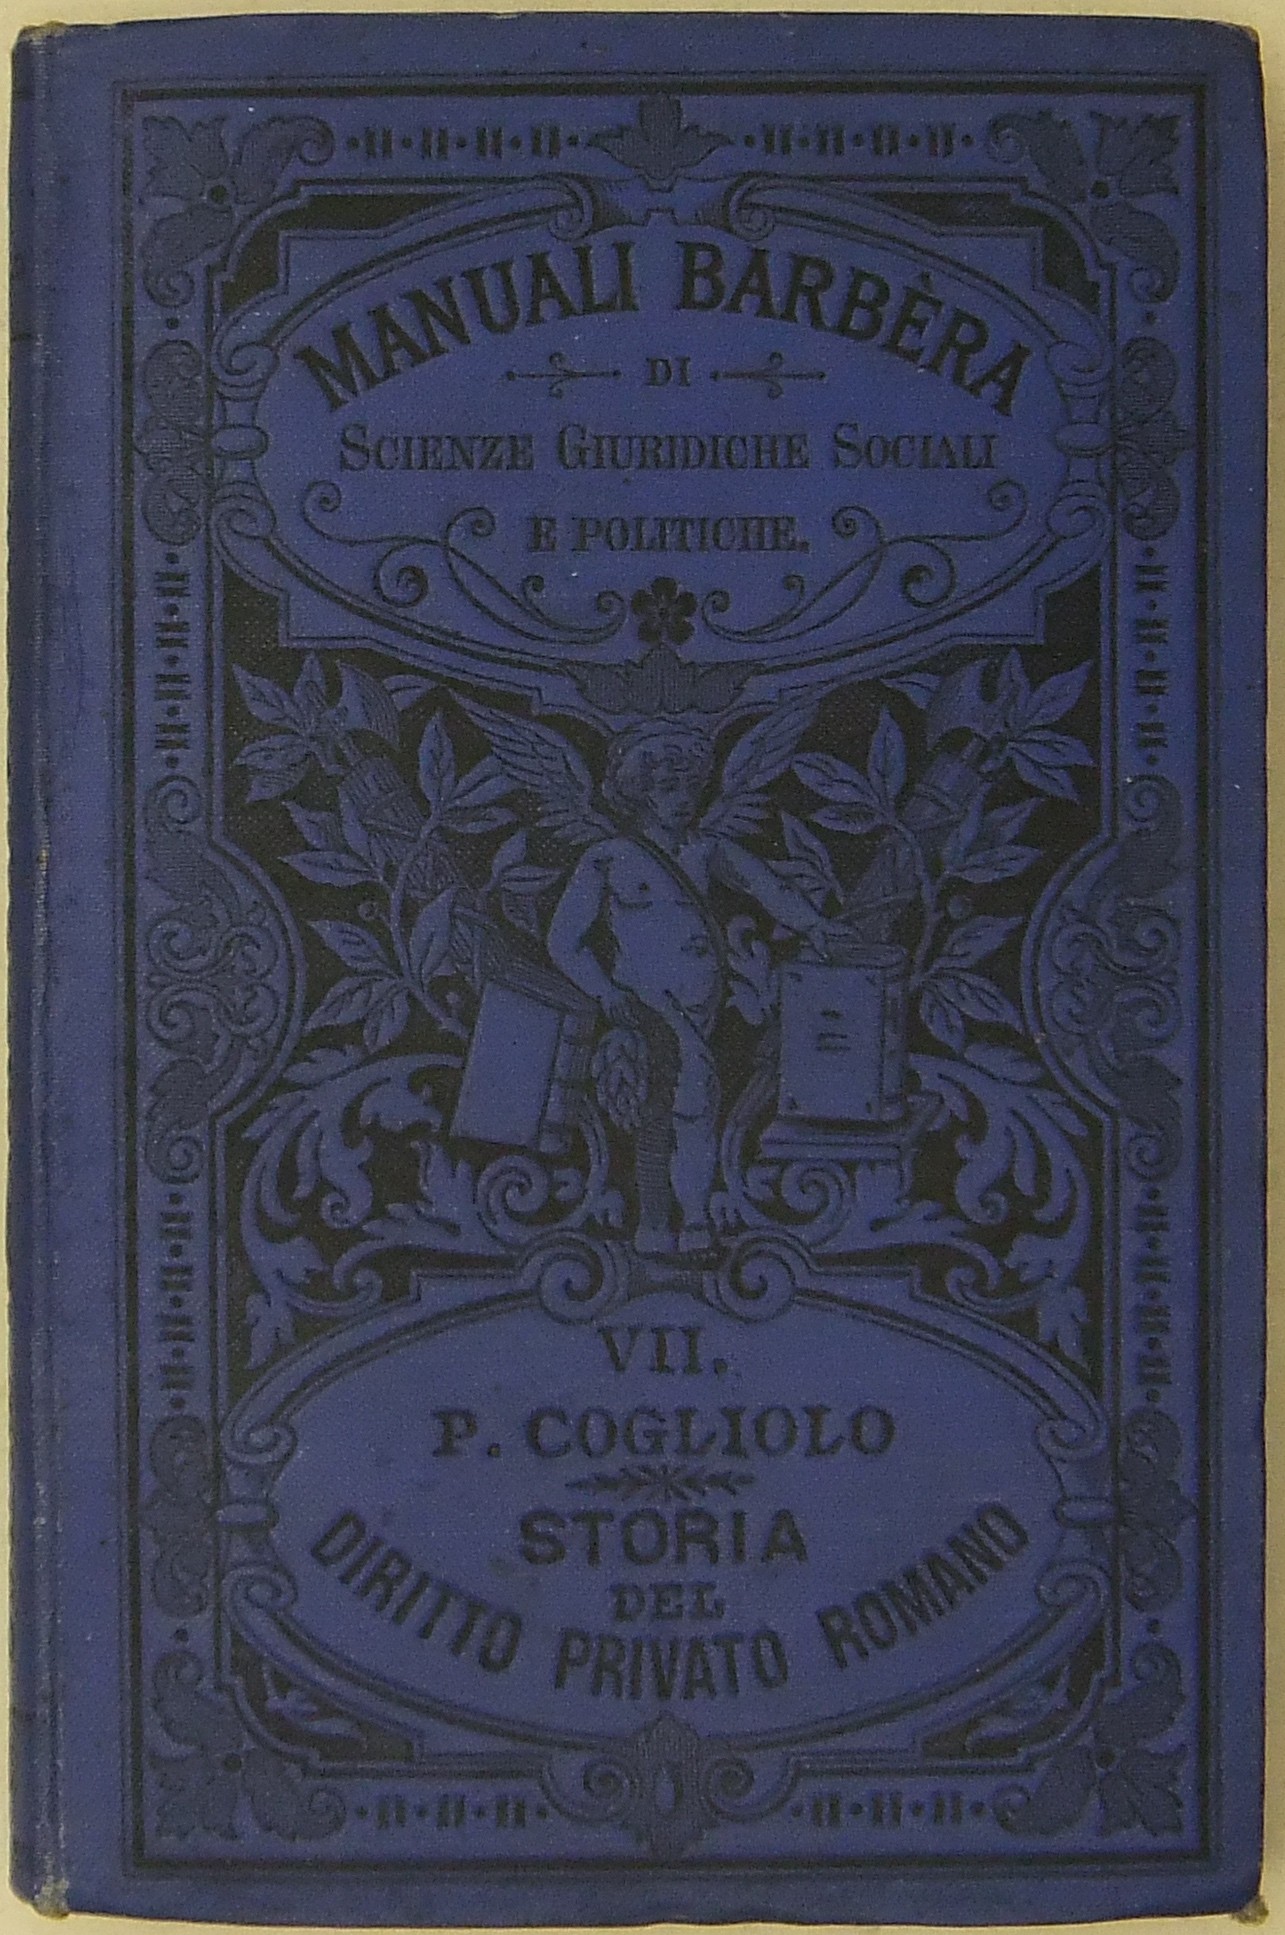 MANUALI BARBÈRA
DI
SCIENZE GIURIDICHE SOCIALI
E POLITICHE.
VII.
P. COGLIOLO
STORIA
DEL
DIRITTO PRIVATO ROMANO